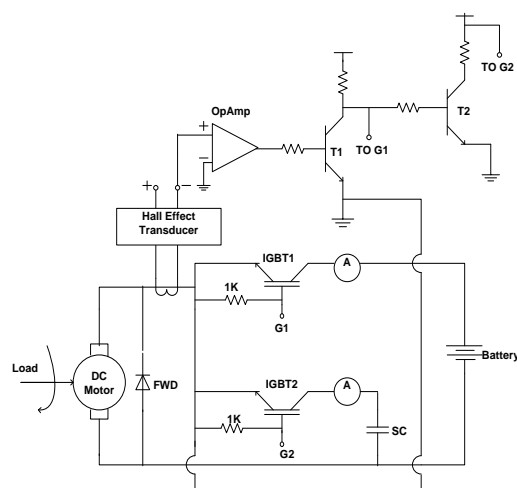 OpAmp
TO G2
T2
T1
TO G1
+
−
+
−
Hall Effect
Transducer
IGBT1
A
1K
G1
Load
DC
Motor
FWD
Battery
IGBT2
A
1K
SC
G2